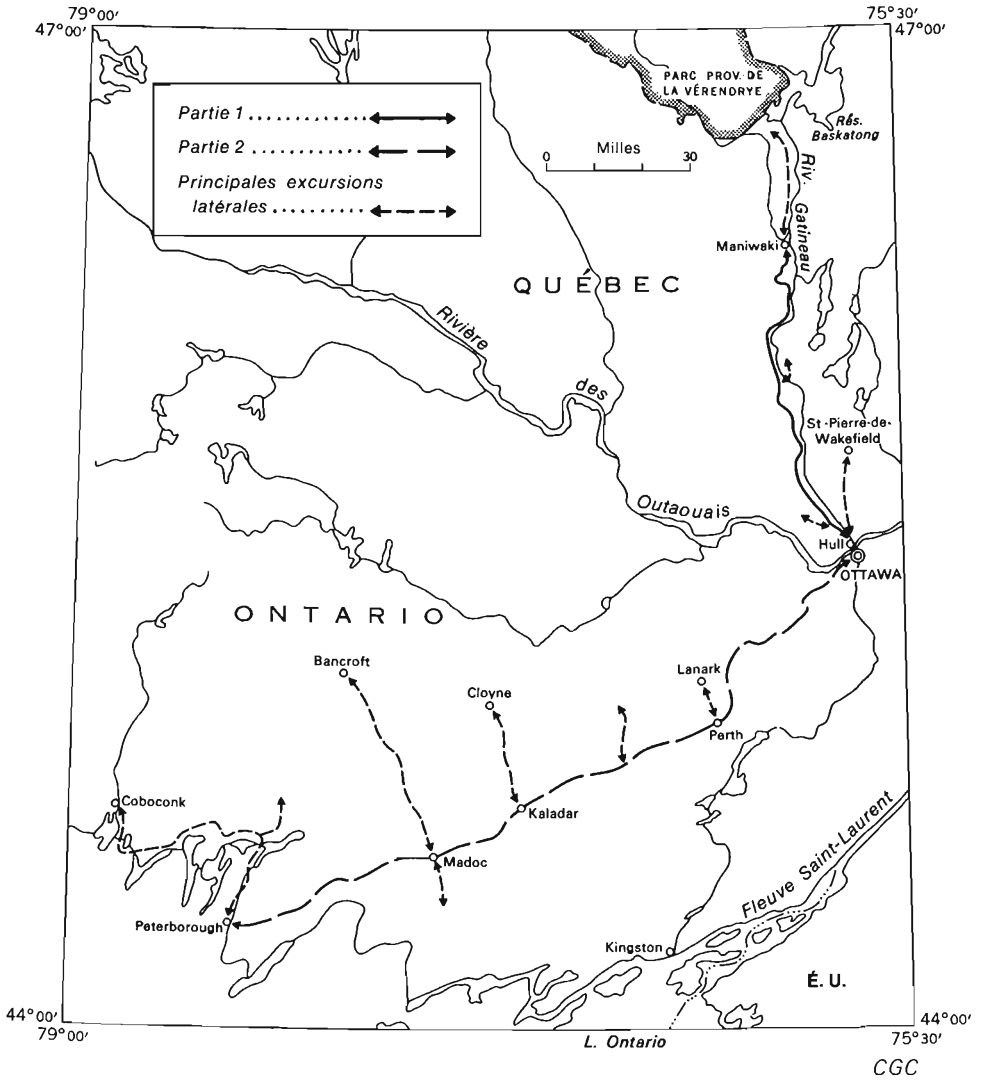 79°00′
75°30′
47°00′
47°00′
PARC PROV. DE
LA VÉRENDRYE
Rés.
Baskatong
Partie 1
Partie 2
Principales excursions
latérales
Milles
0
30
Riv. Gatineau
Maniwaki
QUÉBEC
Rivière des Outaouais
St-Pierre-de-
Wakefield
Hull
OTTAWA
ONTARIO
Bancroft
Cloyne
Lanark
Perth
Coboconk
Kaladar
Madoc
Peterborough
Fleuve Saint-Laurent
Kingston
É. U.
44°00′
44°00′
79°00′
75°30′
L. Ontario
CGC